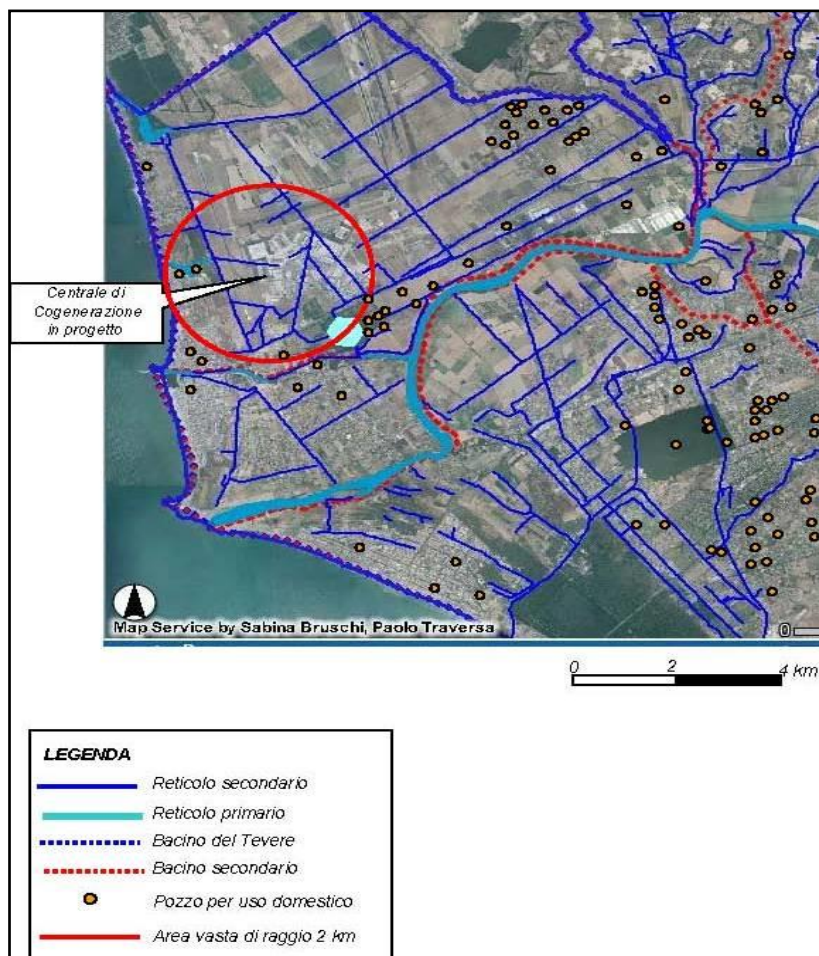 Centrale di
Cogenerazione
in progetto
Map Service by Sabina Bruschi, Paolo Traversa
0
0 2 4 km
LEGENDA
Reticolo secondario
Reticolo primario
Bacino del Tevere
Bacino secondario
Pozzo per uso domestico
Area vasta di raggio 2 km